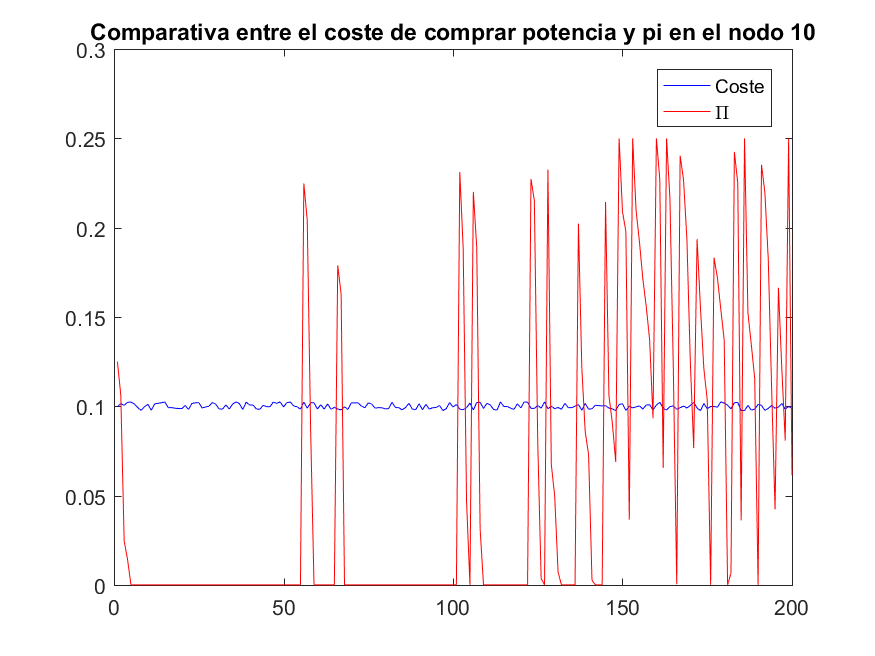 Comparativa entre el coste de comprar potencia y pi en el nodo 10
0.3
0.25
0.2
0.15
0.1
0.05
0
Coste
Π
0 50 100 150 200